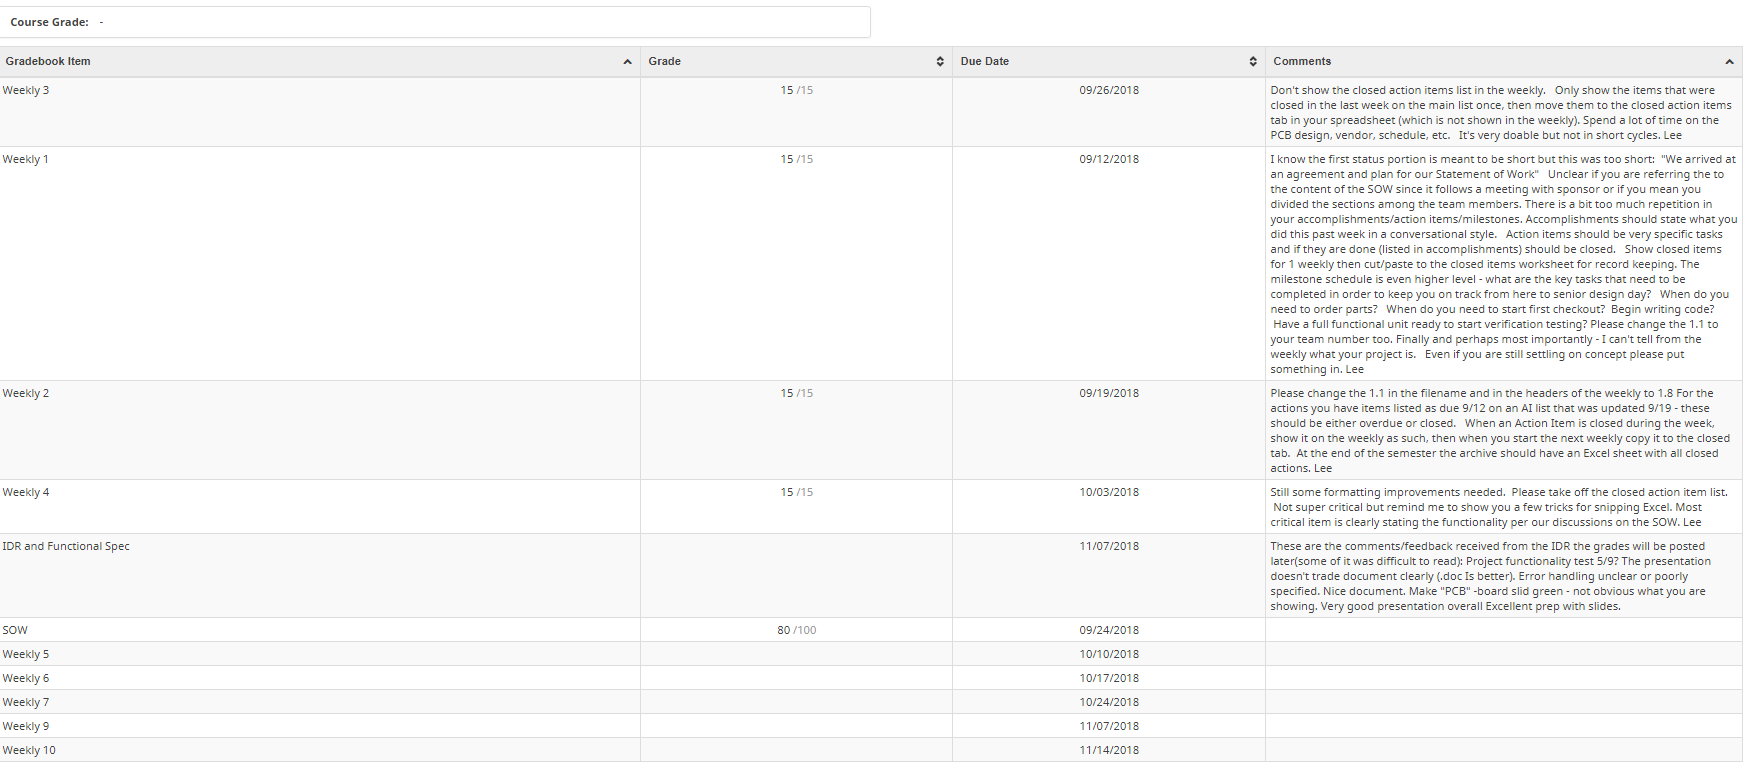 Course Grade: -
Gradebook Item Grade Due Date Comments
Weekly 3 15 /15 09/26/2018 Don't show the closed action items list in the weekly. Only show the items that were
closed in the last week on the main list once, then move them to the closed action items
tab in your spreadsheet (which is not shown in the weekly). Spend a lot of time on the
PCB design, vendor, schedule, etc. It's very doable but not in short cycles. Lee
Weekly 1 15 /15 09/12/2018 I know the first status portion is meant to be short but this was too short: "We arrived at
an agreement and plan for our Statement of Work" Unclear if you are referring the to
the content of the SOW since it follows a meeting with sponsor or if you mean you
divided the sections among the team members. There is a bit too much repetition in
your accomplishments/action items/milestones. Accomplishments should state what you
did this past week in a conversational style. Action items should be very specific tasks
and if they are done (listed in accomplishments) should be closed. Show closed items
for 1 weekly then cut/paste to the closed items worksheet for record keeping. The
milestone schedule is even higher level - what are the key tasks that need to be
completed in order to keep you on track from here to senior design day? When do you
need to order parts? When do you need to start first checkout? Begin writing code?
Have a full functional unit ready to start verification testing? Please change the 1.1 to
your team number too. Finally and perhaps most importantly - I can't tell from the
weekly what your project is. Even if you are still settling on concept please put
something in. Lee
Weekly 2 15 /15 09/19/2018 Please change the 1.1 in the filename and in the headers of the weekly to 1.8 For the
actions you have items listed as due 9/12 on an AI list that was updated 9/19 - these
should be either overdue or closed. When an Action Item is closed during the week,
show it on the weekly as such, then when you start the next weekly copy it to the closed
tab. At the end of the semester the archive should have an Excel sheet with all closed
actions. Lee
Weekly 4 15 /15 10/03/2018 Still some formatting improvements needed. Please take off the closed action item list.
Not super critical but remind me to show you a few tricks for snipping Excel. Most
critical item is clearly stating the functionality per our discussions on the SOW. Lee
IDR and Functional Spec 11/07/2018 These are the comments/feedback received from the IDR the grades will be posted
later(some of it was difficult to read): Project functionality test 5/9? The presentation
doesn't trade document clearly (.doc Is better). Error handling unclear or poorly
specified. Nice document. Make "PCB" -board slid green - not obvious what you are
showing. Very good presentation overall Excellent prep with slides.
SOW 80 /100 09/24/2018
Weekly 5 10/10/2018
Weekly 6 10/17/2018
Weekly 7 10/24/2018
Weekly 9 11/07/2018
Weekly 10 11/14/2018